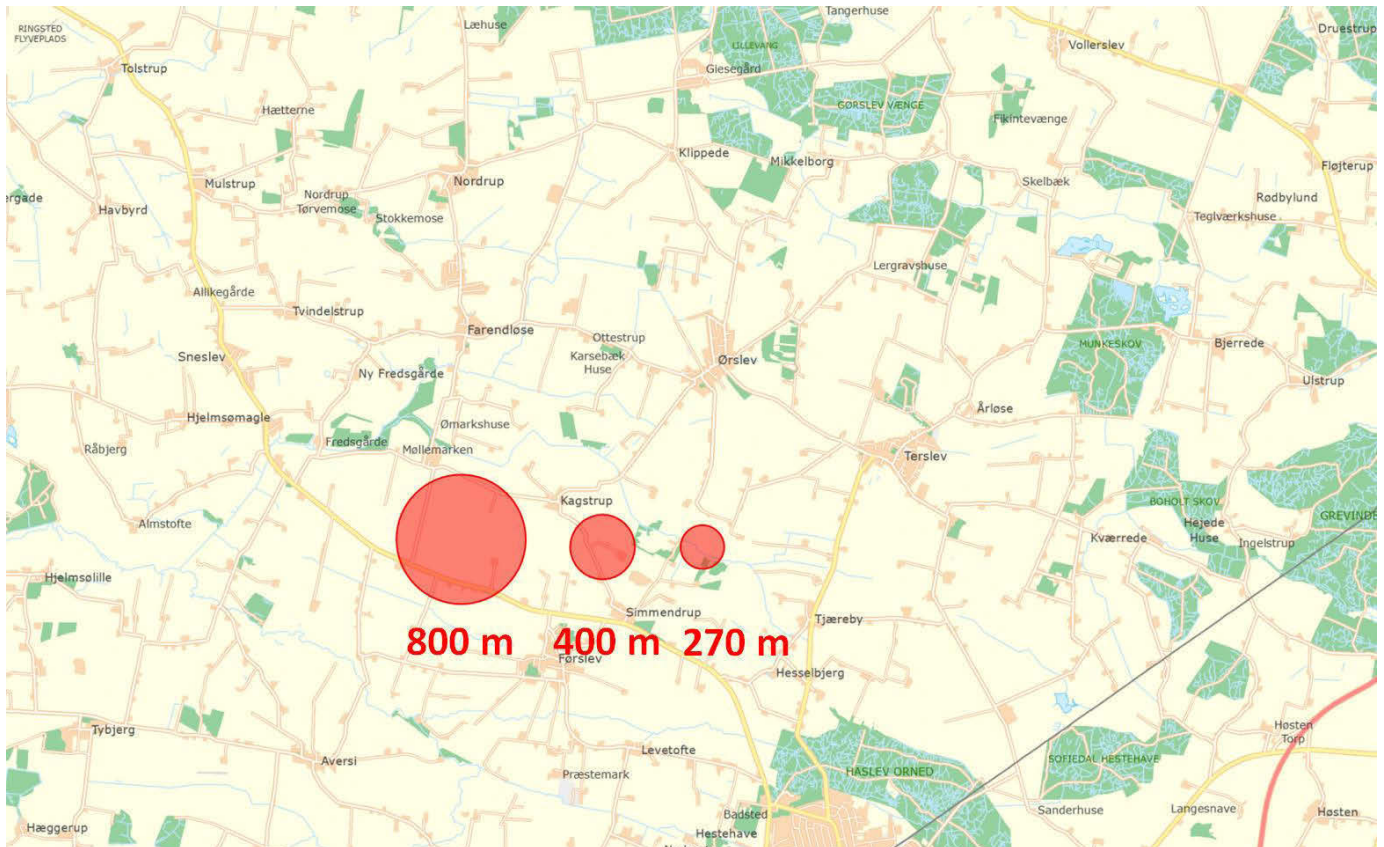 RINGSTED
FLYVEPLADS
Læhuse
Tangerhuse
Druestrup
LILLEVANG
Vollerslev
Tolstrup
Giesegård
GØRSLEV VÆNGE
Hætterne
Fikintevænge
Klippede
Mikkelborg
Fløjterup
Mulstrup
Nordrup
Skelbæk
Nordrup
Tørvemose
ergade
Rødbylund
Havbyrd
Stokkemose
Teglværkshuse
Lergravshuse
Allikegårde
Tvindelstrup
Farendløse
Ottestrup
MUNKESKOV
Bjerrede
Sneslev
Karsebæk
Huse
Ørslev
Ny Fredsgårde
Ulstrup
Årløse
Hjelmsømagle
Ømarkshuse
Fredsgårde
Råbjerg
Møllemarken
Terslev
Kagstrup
BOHOLT SKOV
GREVINDE
Almstofte
Hejede
Huse
Kværrede
Ingelstrup
Hjelmsølille
Simmendrup
Tjæreby
800 m
400 m
270 m
Førslev
Hesselbjerg
Tybjerg
Høsten
Torp
Levetofte
Aversi
SOFIEDAL HESTEHAVE
Præstemark
HASLEV ORNED
Badsted
Sanderhuse
Langesnave
Høsten
Hæggerup
Hestehave